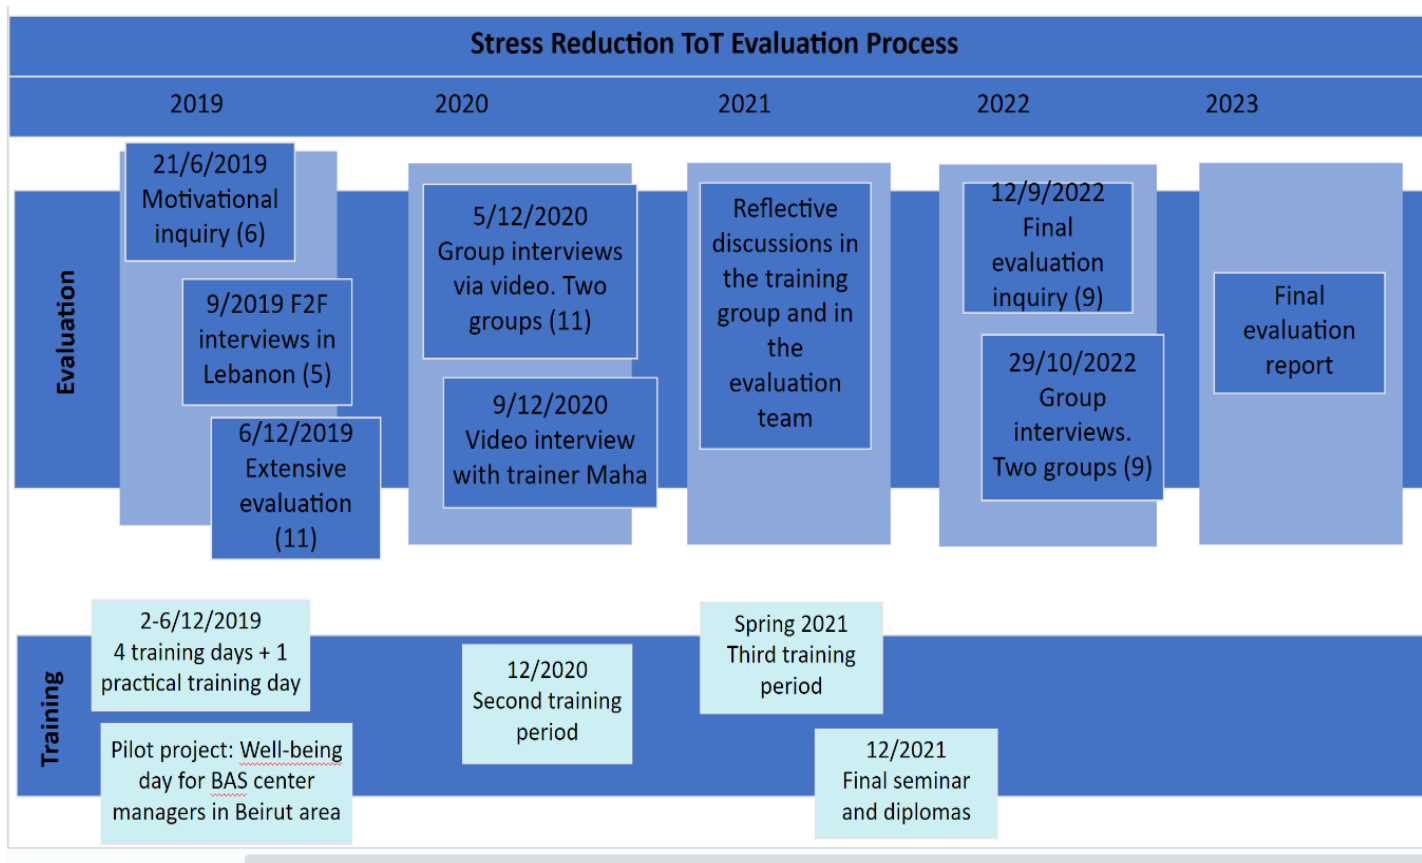 Stress Reduction ToT Evaluation Process
2019
2020
2021
2022
2023
Evaluation
21/6/2019
Motivational
inquiry (6)
9/2019 F2F
interviews in
Lebanon (5)
6/12/2019
Extensive
evaluation
(11)
5/12/2020
Group interviews
via video. Two
groups (11)
9/12/2020
Video interview
with trainer Maha
Reflective
discussions in
the training
group and in
the
evaluation
team
12/9/2022
Final
evaluation
inquiry (9)
29/10/2022
Group
interviews.
Two groups (9)
Final
evaluation
report
Training
2-6/12/2019
4 training days + 1
practical training day
Pilot project: Well-being
day for BAS center
managers in Beirut area
12/2020
Second training
period
Spring 2021
Third training
period
12/2021
Final seminar
and diplomas